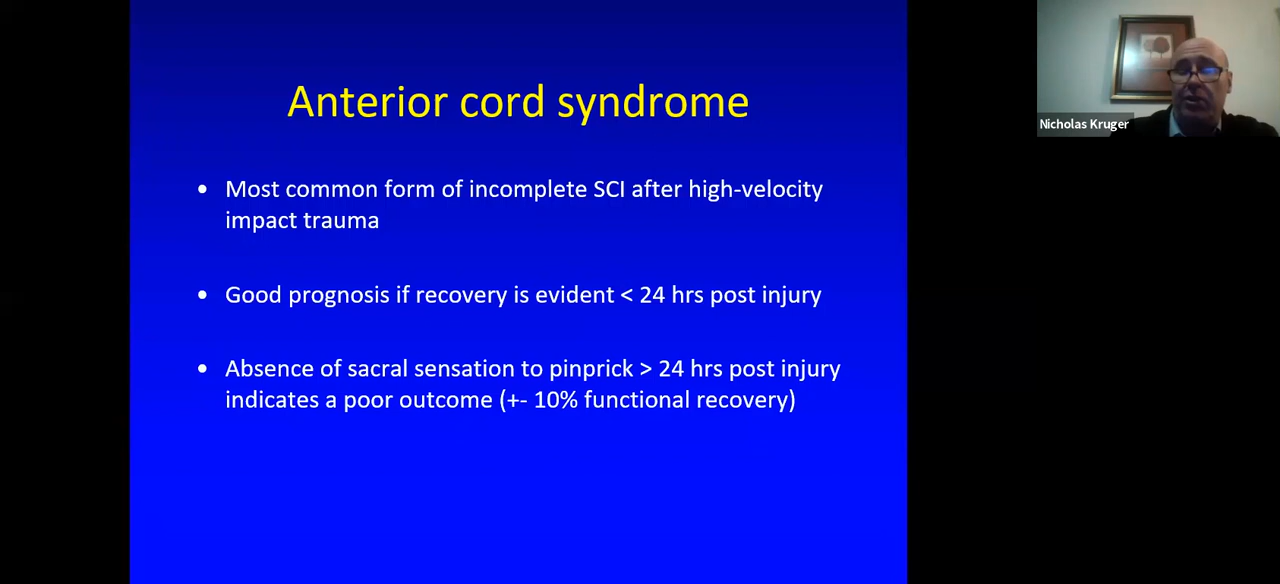 Anterior cord syndrome
• Most common form of incomplete SCI after high-velocity
impact trauma
• Good prognosis if recovery is evident < 24 hrs post injury
• Absence of sacral sensation to pinprick > 24 hrs post injury
indicates a poor outcome (+- 10% functional recovery)
Nicholas Kruger